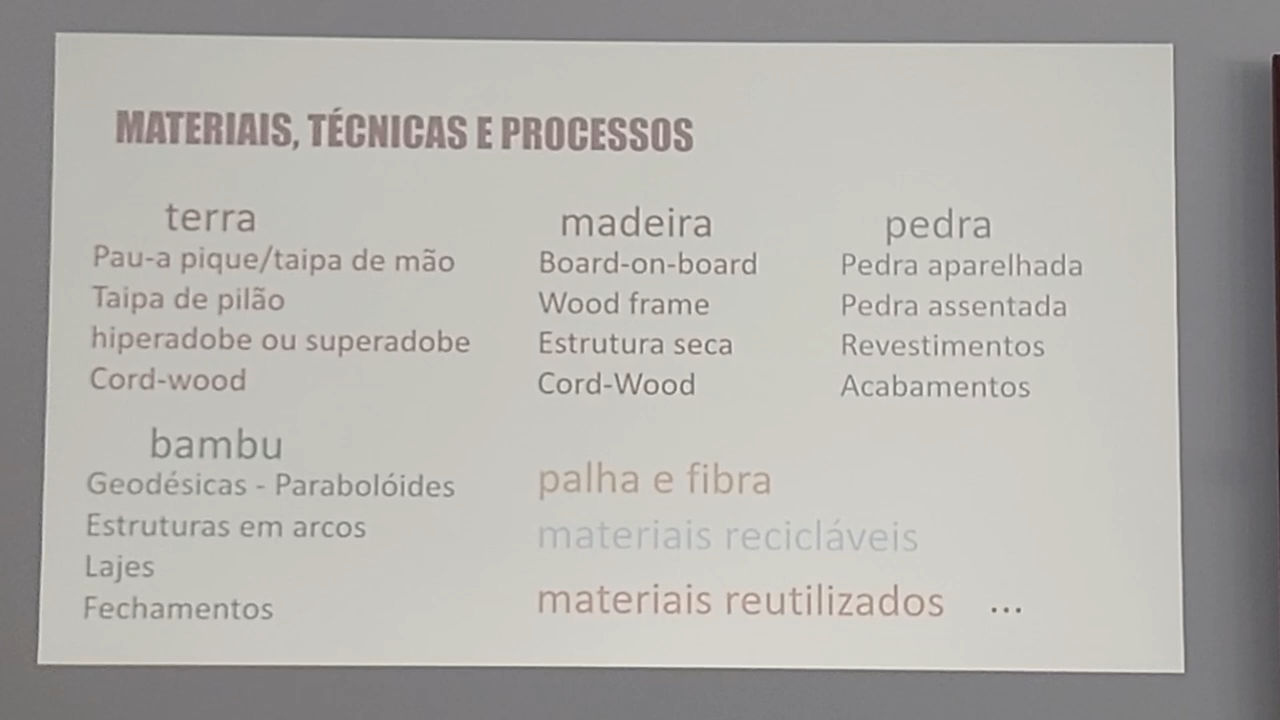 MATERIAIS, TÉCNICAS E PROCESSOS
terra
Pau-a pique/taipa de mão
Taipa de pilão
hiperadobe ou superadobe
Cord-wood
madeira
Board-on-board
Wood frame
Estrutura seca
Cord-Wood
pedra
Pedra aparelhada
Pedra assentada
Revestimentos
Acabamentos
bambu
Geodésicas - Parabolóides
Estruturas em arcos
Lajes
Fechamentos
palha e fibra
materiais recicláveis
materiais reutilizados ...